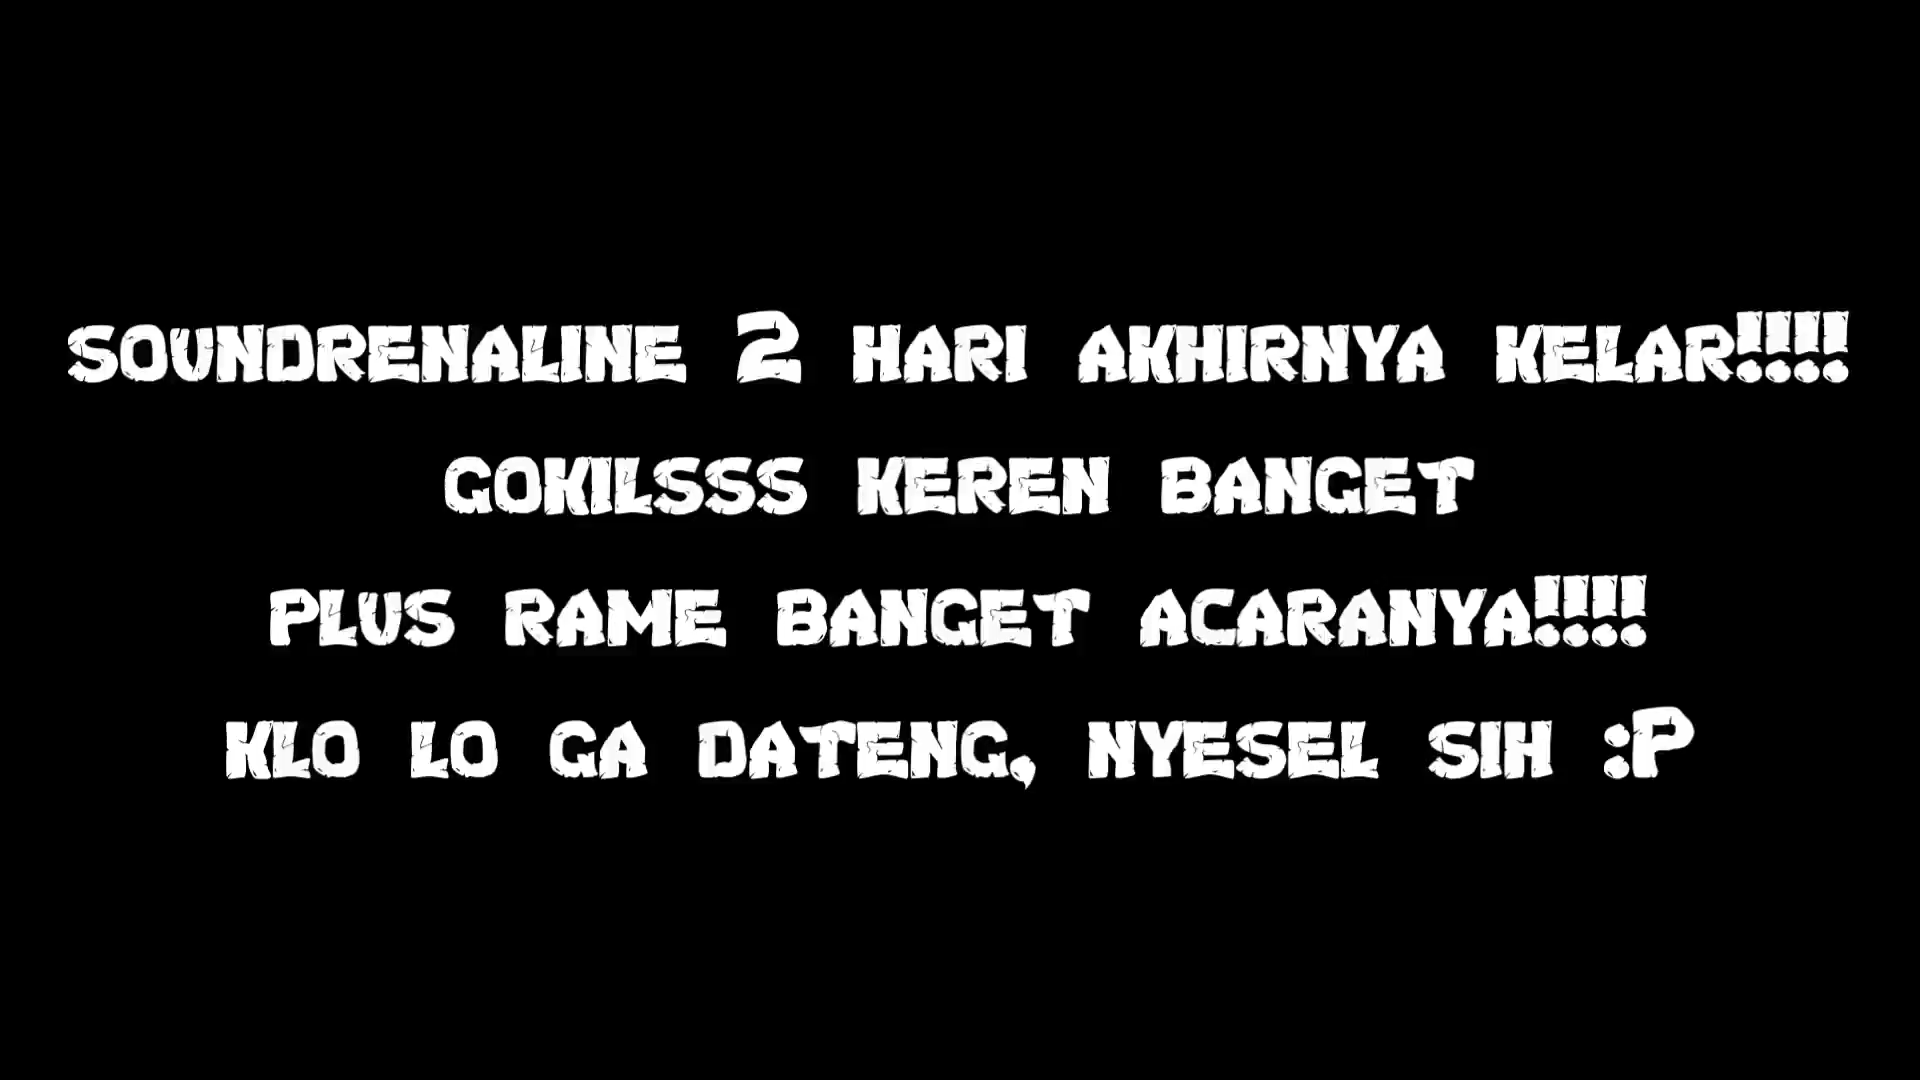 SOUNDRENALINE 2 HARI AKHIRNYA KELAR!!!!
GOKILSSS KEREN BANGET
PLUS RAME BANGET ACARANYA!!!!
KLO LO GA DATENG, NYESEL SIH :P